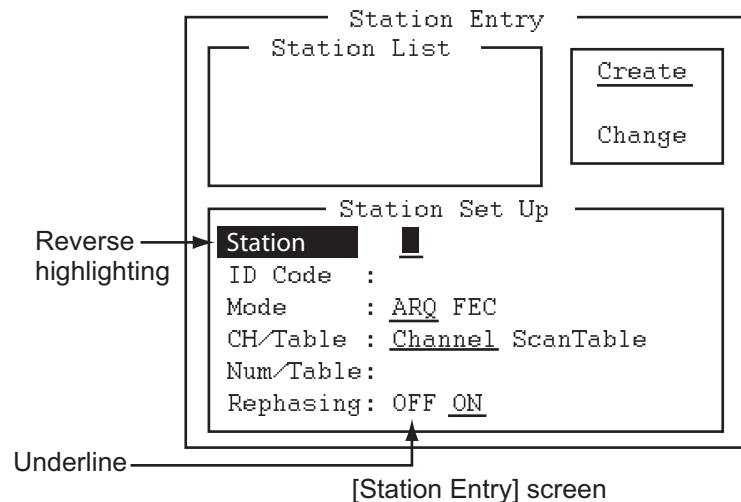 Station Entry
Station List
Create
Change
Station Set Up
Reverse
highlighting
Station
ID Code :
Mode : ARQ FEC
CH/Table : Channel ScanTable
Num/Table:
Rephasing: OFF ON
Underline
[Station Entry] screen